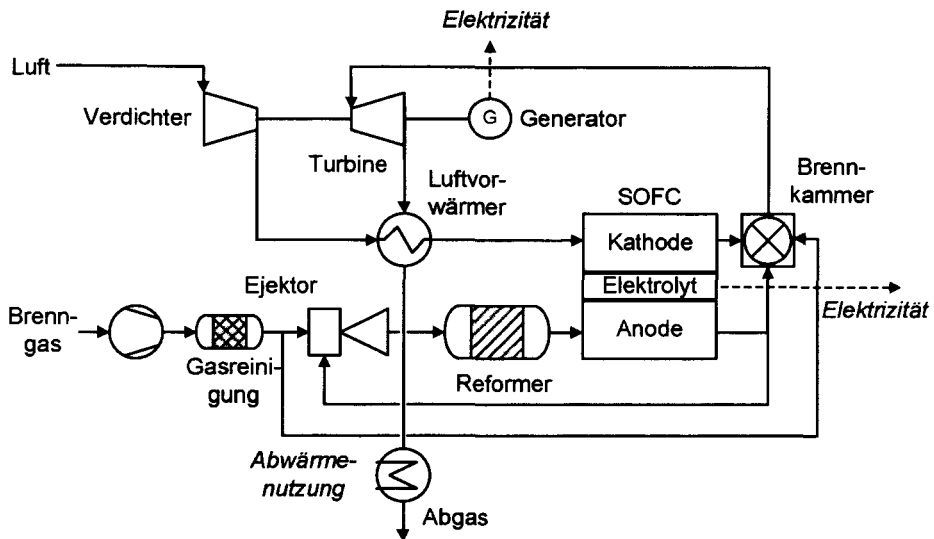 Elektrizität
Luft
Verdichter
G
Generator
Turbine
Luftvor-
wärmer
SOFC
Brenn-
kammer
Kathode
Elektrolyt
Anode
Elektrizität
Ejektor
Brenn-
gas
Gasreini-
gung
Reformer
Abwärme-
nutzung
Abgas